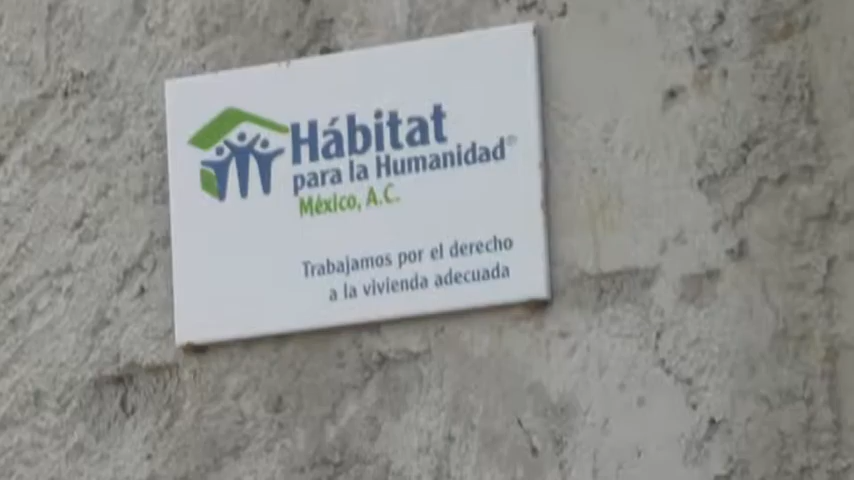 Hábitat
para la Humanidad®
México, A.C.
Trabajamos por el derecho
a la vivienda adecuada